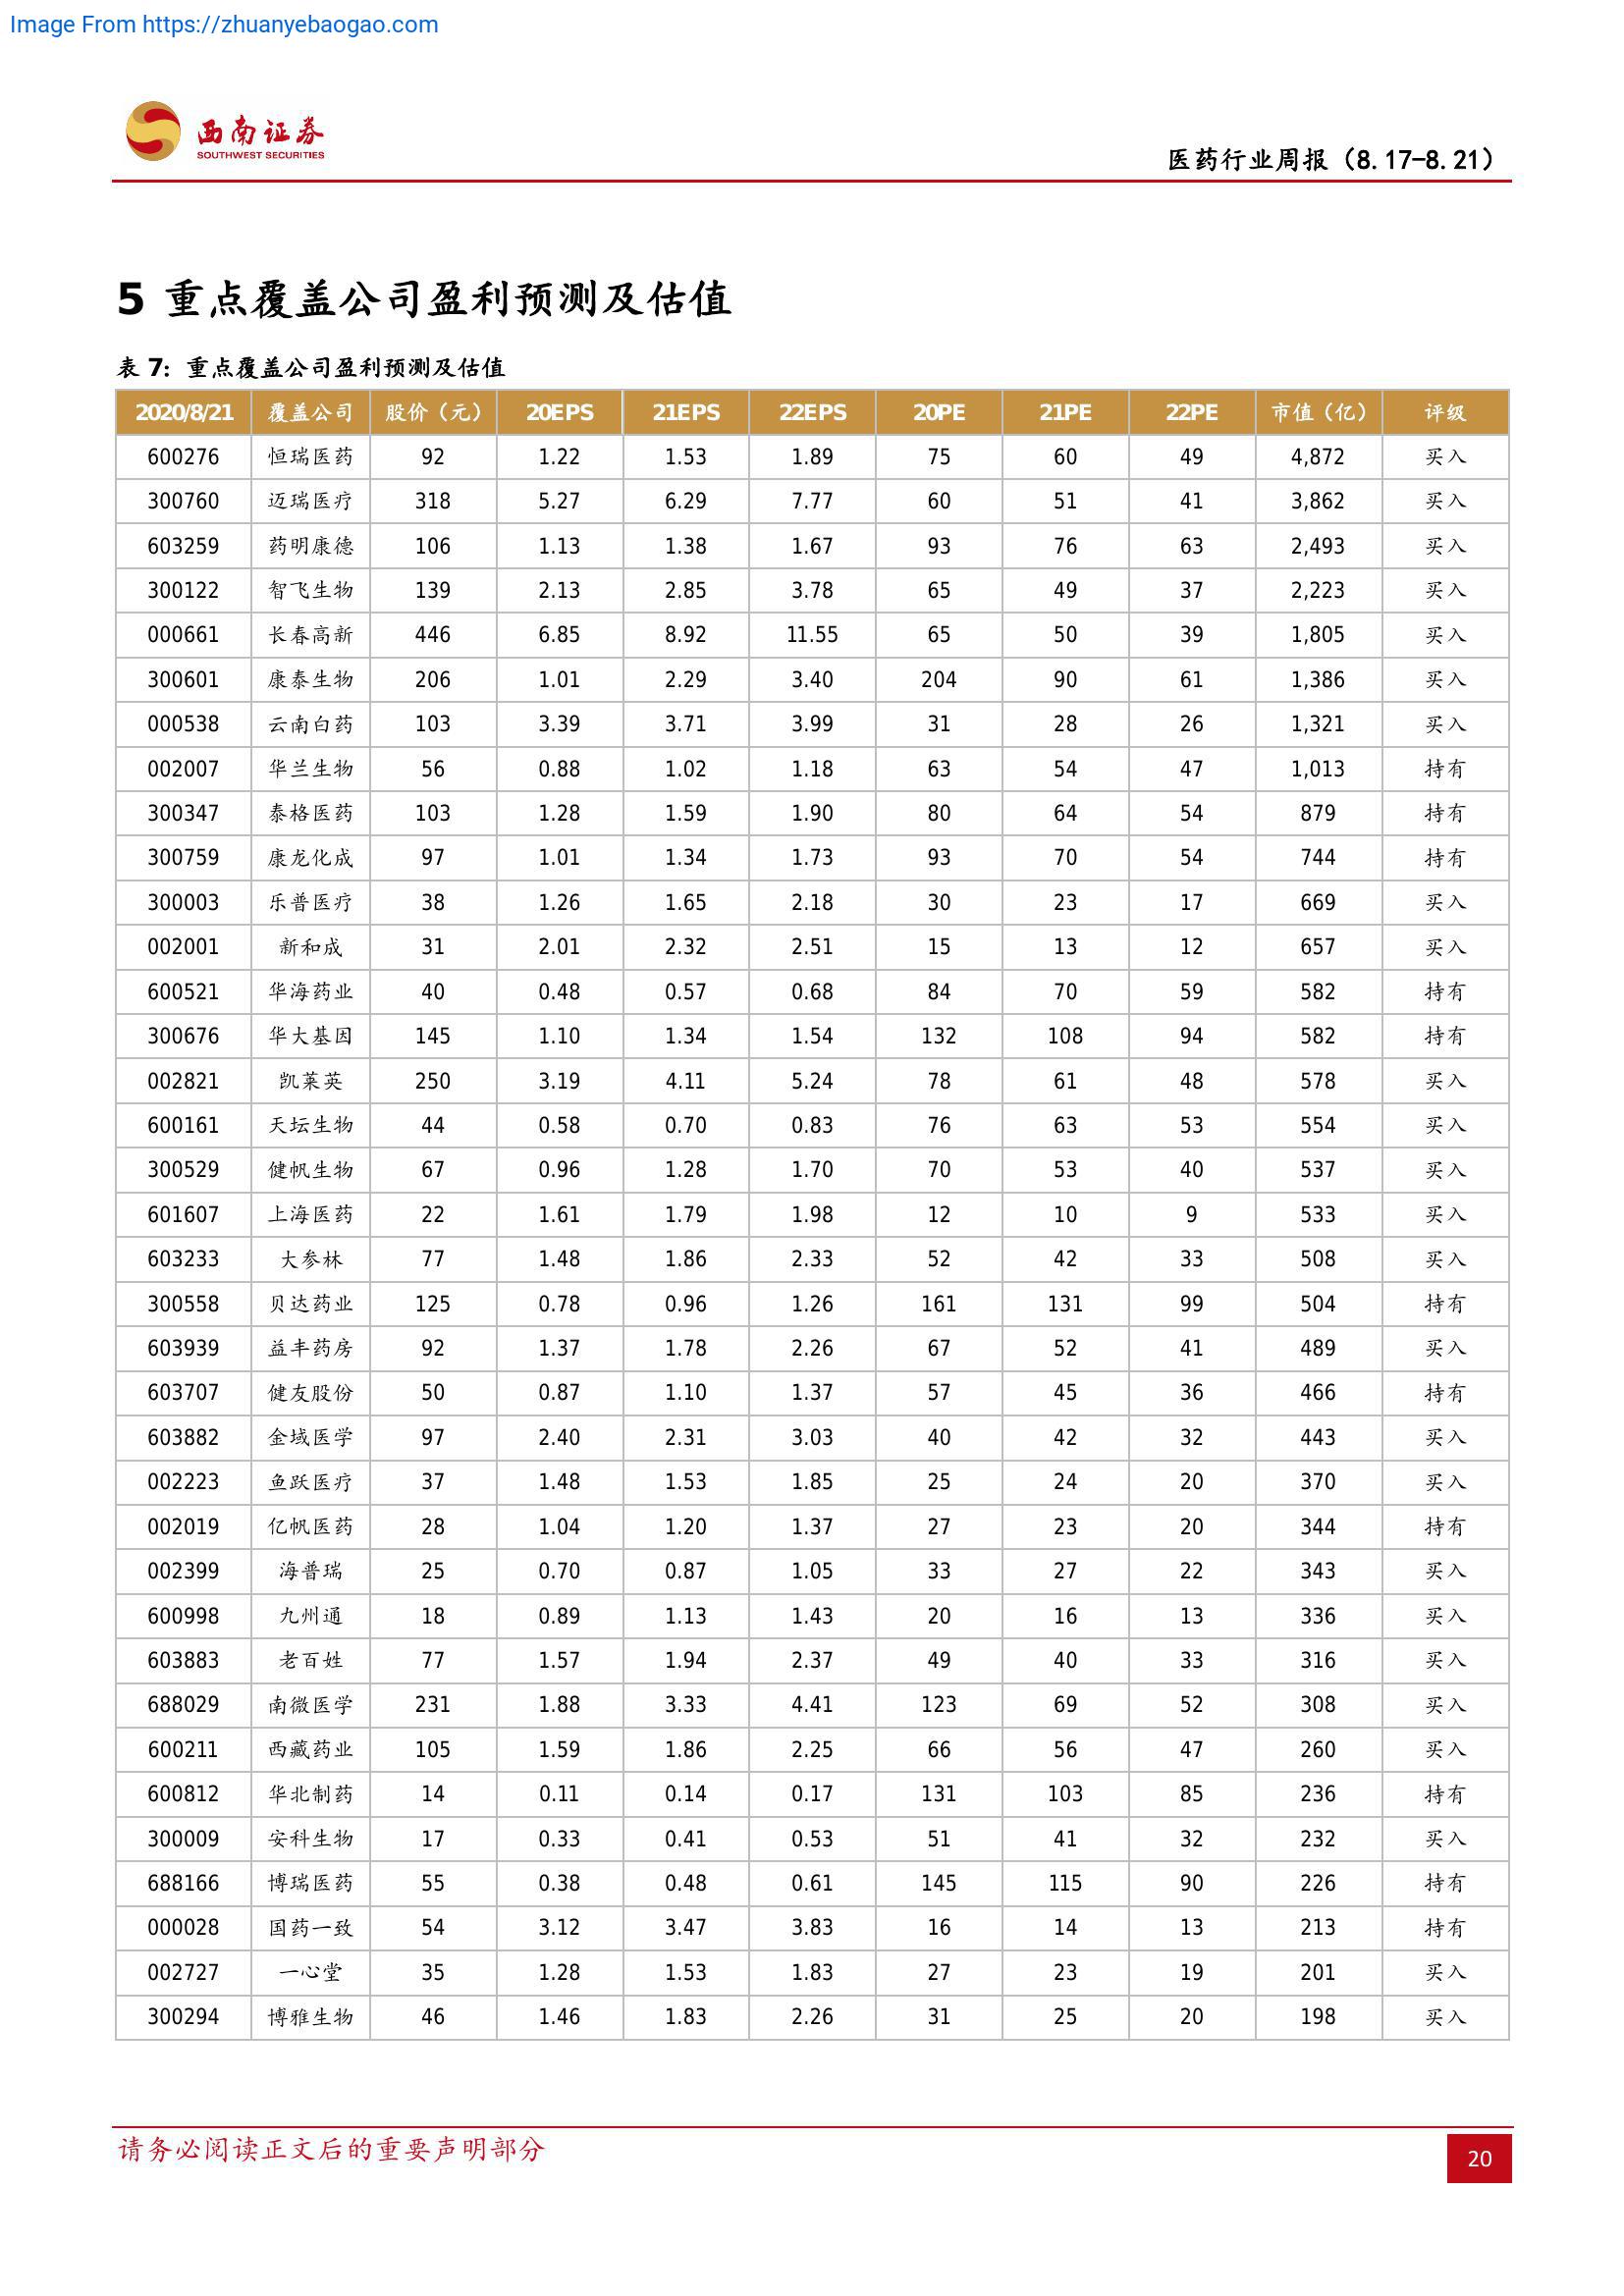 Image From https://zhuanyebaogao.com
西南证券
SOUTHWEST SECURITIES
医药行业周报（8.17-8.21）
5 重点覆盖公司盈利预测及估值
表 7：重点覆盖公司盈利预测及估值
2020/8/21 覆盖公司 股价（元） 20EPS 21EPS 22EPS 20PE 21PE 22PE 市值（亿） 评级
600276 恒瑞医药 92 1.22 1.53 1.89 75 60 49 4,872 买入
300760 迈瑞医疗 318 5.27 6.29 7.77 60 51 41 3,862 买入
603259 药明康德 106 1.13 1.38 1.67 93 76 63 2,493 买入
300122 智飞生物 139 2.13 2.85 3.78 65 49 37 2,223 买入
000661 长春高新 446 6.85 8.92 11.55 65 50 39 1,805 买入
300601 康泰生物 206 1.01 2.29 3.40 204 90 61 1,386 买入
000538 云南白药 103 3.39 3.71 3.99 31 28 26 1,321 买入
002007 华兰生物 56 0.88 1.02 1.18 63 54 47 1,013 持有
300347 泰格医药 103 1.28 1.59 1.90 80 64 54 879 持有
300759 康龙化成 97 1.01 1.34 1.73 93 70 54 744 持有
300003 乐普医疗 38 1.26 1.65 2.18 30 23 17 669 买入
002001 新和成 31 2.01 2.32 2.51 15 13 12 657 买入
600521 华海药业 40 0.48 0.57 0.68 84 70 59 582 持有
300676 华大基因 145 1.10 1.34 1.54 132 108 94 582 持有
002821 凯莱英 250 3.19 4.11 5.24 78 61 48 578 买入
600161 天坛生物 44 0.58 0.70 0.83 76 63 53 554 买入
300529 健帆生物 67 0.96 1.28 1.70 70 53 40 537 买入
601607 上海医药 22 1.61 1.79 1.98 12 10 9 533 买入
603233 大参林 77 1.48 1.86 2.33 52 42 33 508 买入
300558 贝达药业 125 0.78 0.96 1.26 161 131 99 504 持有
603939 益丰药房 92 1.37 1.78 2.26 67 52 41 489 买入
603707 健友股份 50 0.87 1.10 1.37 57 45 36 466 持有
603882 金域医学 97 2.40 2.31 3.03 40 42 32 443 买入
002223 鱼跃医疗 37 1.48 1.53 1.85 25 24 20 370 买入
002019 亿帆医药 28 1.04 1.20 1.37 27 23 20 344 持有
002399 海普瑞 25 0.70 0.87 1.05 33 27 22 343 买入
600998 九州通 18 0.89 1.13 1.43 20 16 13 336 买入
603883 老百姓 77 1.57 1.94 2.37 49 40 33 316 买入
688029 南微医学 231 1.88 3.33 4.41 123 69 52 308 买入
600211 西藏药业 105 1.59 1.86 2.25 66 56 47 260 买入
600812 华北制药 14 0.11 0.14 0.17 131 103 85 236 持有
300009 安科生物 17 0.33 0.41 0.53 51 41 32 232 买入
688166 博瑞医药 55 0.38 0.48 0.61 145 115 90 226 持有
000028 国药一致 54 3.12 3.47 3.83 16 14 13 213 持有
002727 一心堂 35 1.28 1.53 1.83 27 23 19 201 买入
300294 博雅生物 46 1.46 1.83 2.26 31 25 20 198 买入
请务必阅读正文后的重要声明部分
20